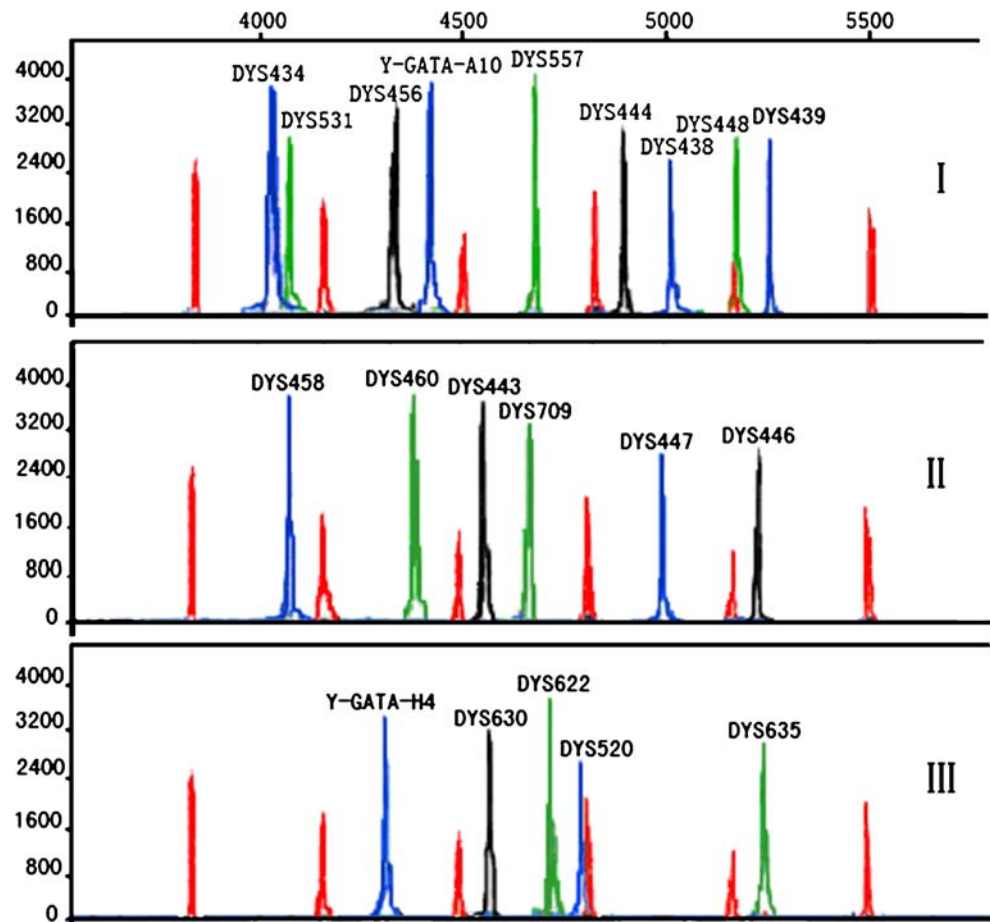 4000 4500 5000 5500
4000
3200
2400
1600
800
0
DYS434
DYS531
DYS456
Y-GATA-A10
DYS557
DYS444
DYS438
DYS448
DYS439
I
4000
3200
2400
1600
800
0
DYS458
DYS460
DYS443
DYS709
DYS447
DYS446
II
4000
3200
2400
1600
800
0
Y-GATA-H4
DYS630
DYS622
DYS520
DYS635
III